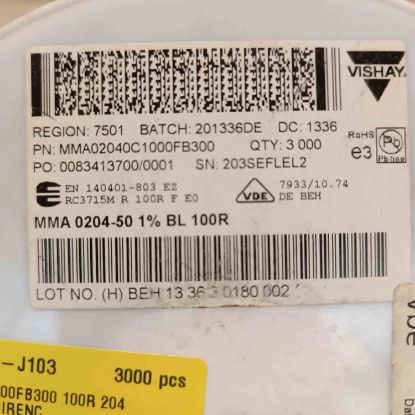 VISHAY
REGION: 7501 BATCH: 201336DE DC: 1336
PN: MMA02040C1000FB300 QTY: 3 000
PO: 0083413700/0001 SN: 203SEFLEL2
RoHS
e3
Pb-free
EN 140401-803 EZ
RC3715M R 100R F E0
VDE
7933/10.74
DE BEH
MMA 0204-50 1% BL 100R
LOT NO. (H) BEH 13 36 3 0180 002
-J103 3000 pcs
00FB300 100R 204
DIRENC